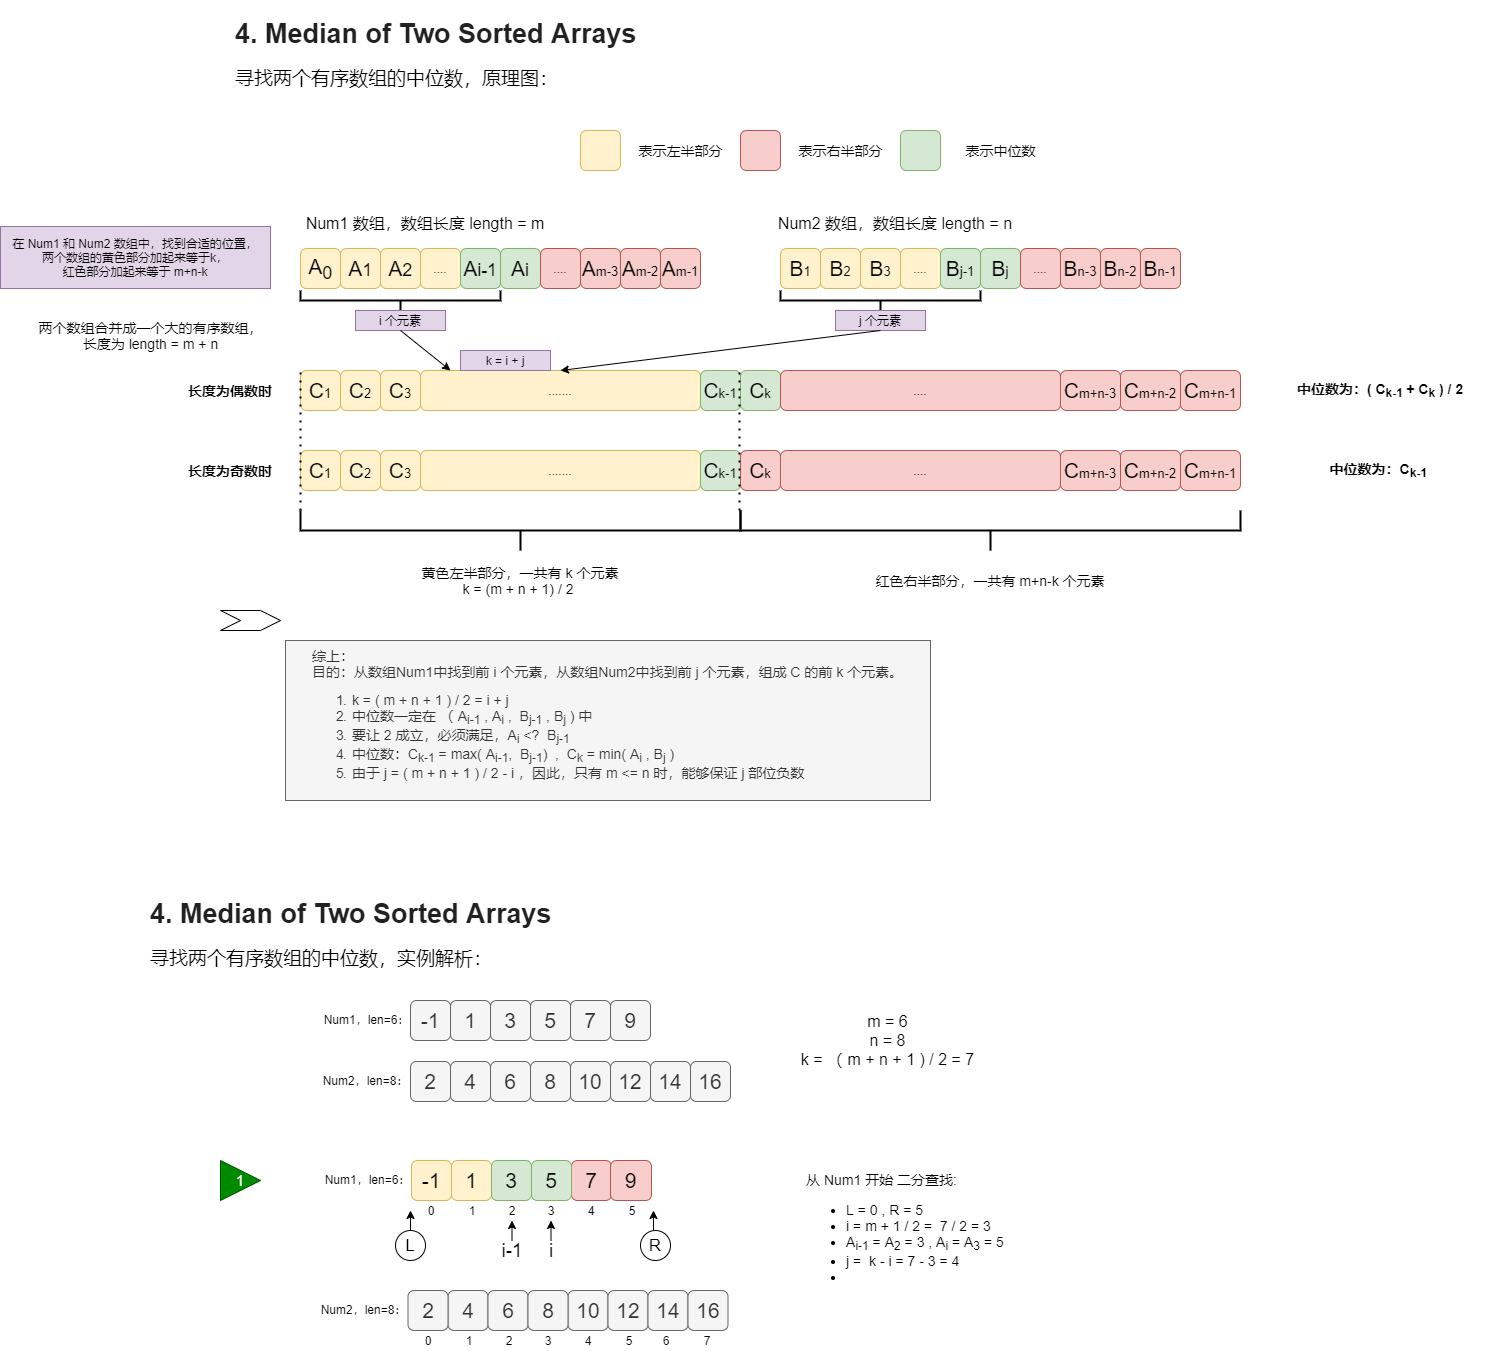 4. Median of Two Sorted Arrays
寻找两个有序数组的中位数，原理图：
表示左半部分 表示右半部分 表示中位数
Num1 数组，数组长度 length = m Num2 数组，数组长度 length = n
在 Num1 和 Num2 数组中，找到合适的位置，
两个数组的黄色部分加起来等于k，
红色部分加起来等于 m+n-k
A0 A1 A2 .... Ai-1 Ai .... Am-3 Am-2 Am-1 B1 B2 B3 .... Bj-1 Bj .... Bn-3 Bn-2 Bn-1
i 个元素 j 个元素
两个数组合并成一个大的有序数组，
长度为 length = m + n
k = i + j
长度为偶数时 C1 C2 C3 ....... Ck-1 Ck .... Cm+n-3 Cm+n-2 Cm+n-1 中位数为：( Ck-1 + Ck ) / 2
长度为奇数时 C1 C2 C3 ....... Ck-1 Ck .... Cm+n-3 Cm+n-2 Cm+n-1 中位数为：Ck-1
黄色左半部分，一共有 k 个元素
k = (m + n + 1) / 2
红色右半部分，一共有 m+n-k 个元素
综上：
目的：从数组Num1中找到前 i 个元素，从数组Num2中找到前 j 个元素，组成 C 的前 k 个元素。
1. k = ( m + n + 1 ) / 2 = i + j
2. 中位数一定在 （ Ai-1 , Ai , Bj-1 , Bj ) 中
3. 要让 2 成立，必须满足，Ai <? Bj-1
4. 中位数：Ck-1 = max( Ai-1, Bj-1) , Ck = min( Ai , Bj )
5. 由于 j = ( m + n + 1 ) / 2 - i ，因此，只有 m <= n 时，能够保证 j 部位负数
4. Median of Two Sorted Arrays
寻找两个有序数组的中位数，实例解析：
Num1，len=6： -1 1 3 5 7 9
m = 6
n = 8
k = （ m + n + 1 ) / 2 = 7
Num2，len=8： 2 4 6 8 10 12 14 16
1
Num1，len=6： -1 1 3 5 7 9
0 1 2 3 4 5
L i-1 i R
从 Num1 开始 二分查找:
• L = 0 , R = 5
• i = m + 1 / 2 = 7 / 2 = 3
• Ai-1 = A2 = 3 , Ai = A3 = 5
• j = k - i = 7 - 3 = 4
•
Num2，len=8： 2 4 6 8 10 12 14 16
0 1 2 3 4 5 6 7